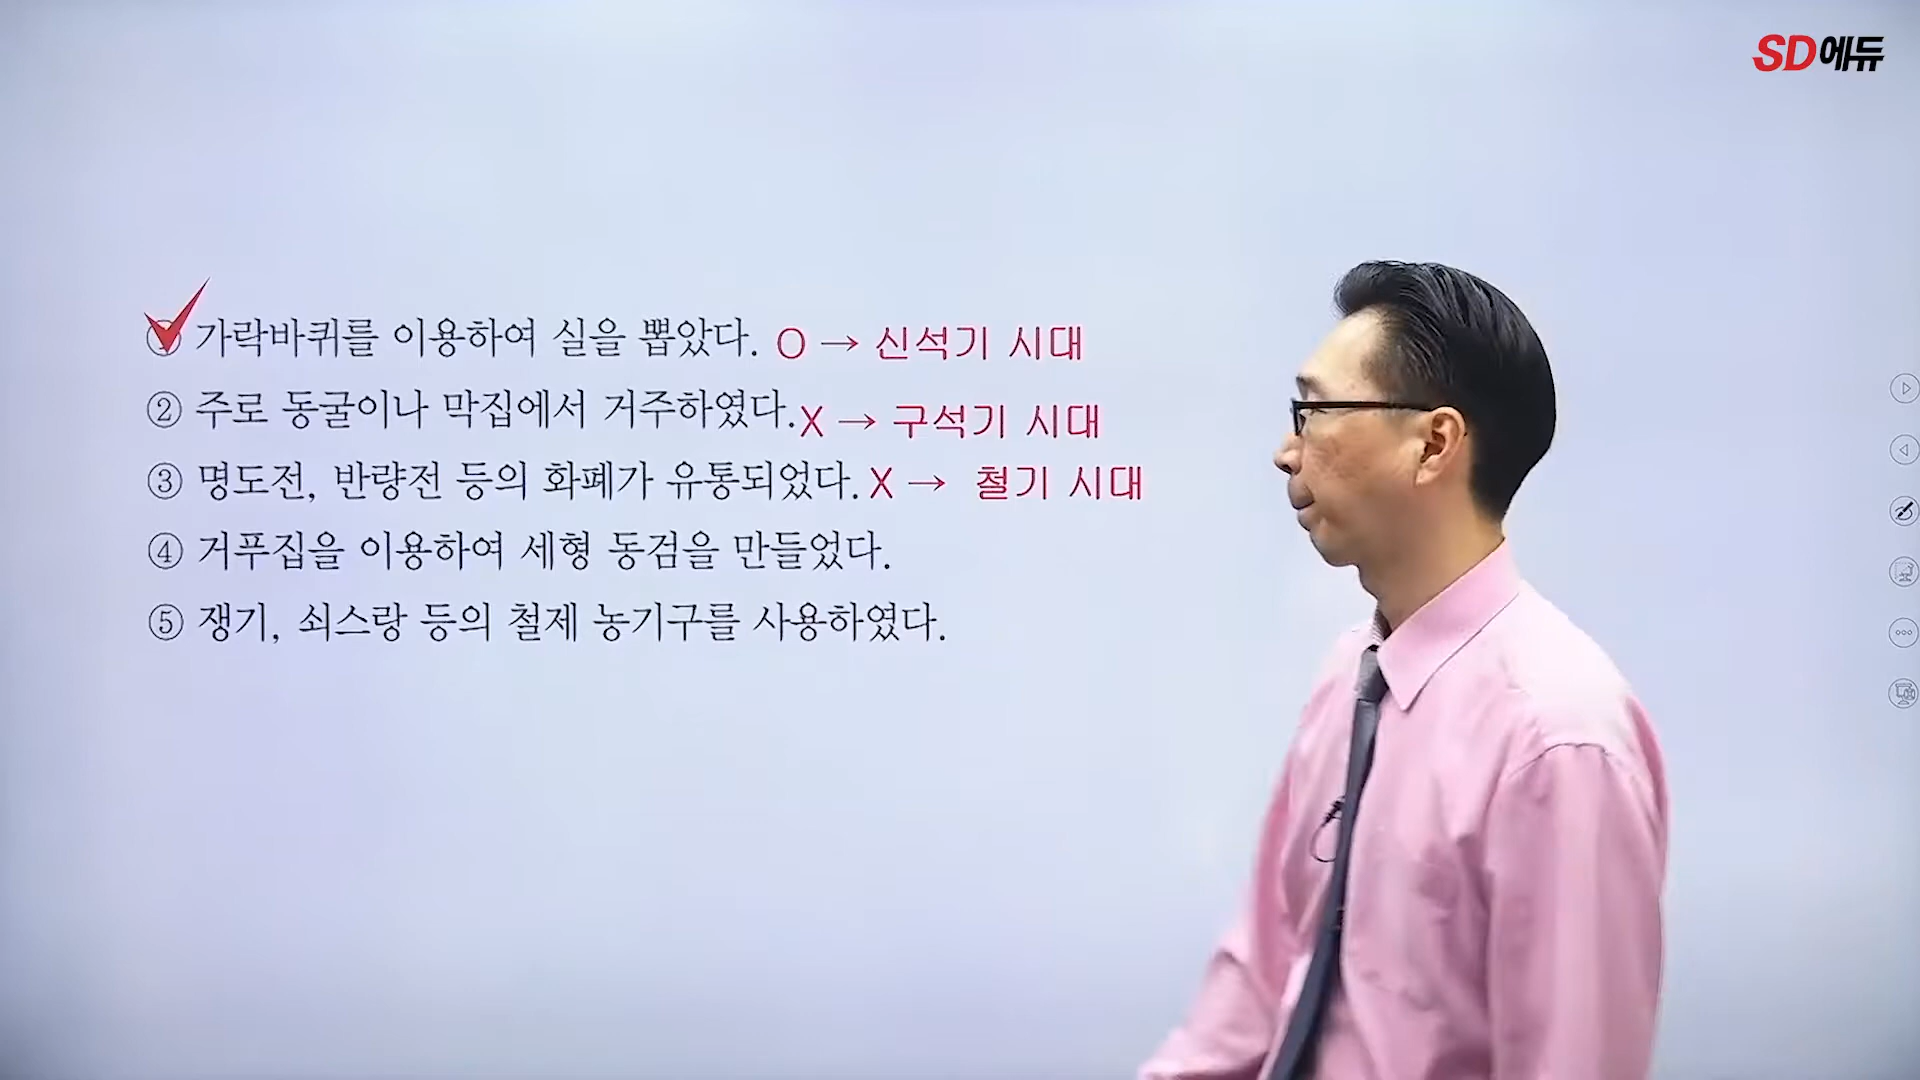 SD에듀
① 가락바퀴를 이용하여 실을 뽑았다. O → 신석기 시대
② 주로 동굴이나 막집에서 거주하였다. X → 구석기 시대
③ 명도전, 반량전 등의 화폐가 유통되었다. X → 철기 시대
④ 거푸집을 이용하여 세형 동검을 만들었다.
⑤ 쟁기, 쇠스랑 등의 철제 농기구를 사용하였다.